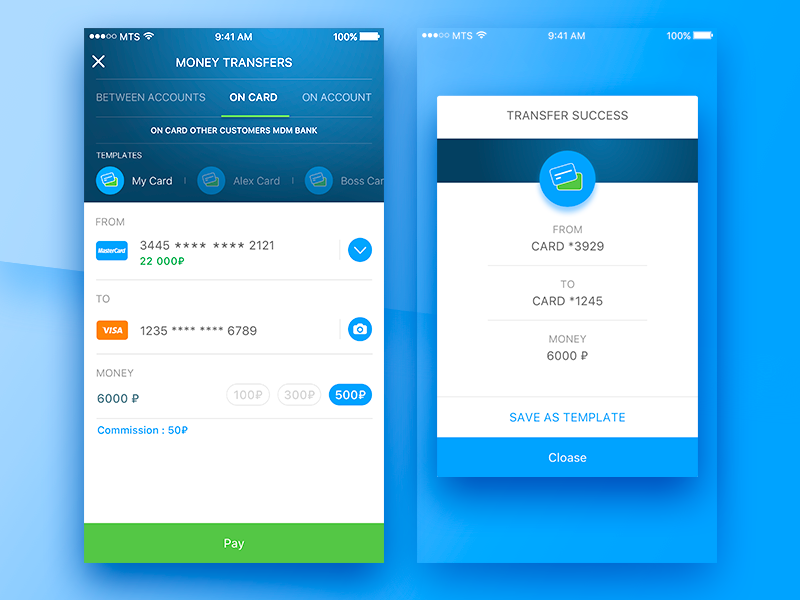 MTS 9:41 AM 100%
MONEY TRANSFERS
BETWEEN ACCOUNTS ON CARD ON ACCOUNT
ON CARD OTHER CUSTOMERS MDM BANK
TEMPLATES
My Card Alex Card Boss Car
FROM
MasterCard 3445 **** **** 2121
22 000₽
TO
VISA 1235 **** **** 6789
MONEY
6000 ₽ 100₽ 300₽ 500₽
Commission : 50₽
Pay
MTS 9:41 AM 100%
TRANSFER SUCCESS
FROM
CARD *3929
TO
CARD *1245
MONEY
6000 ₽
SAVE AS TEMPLATE
Cloase